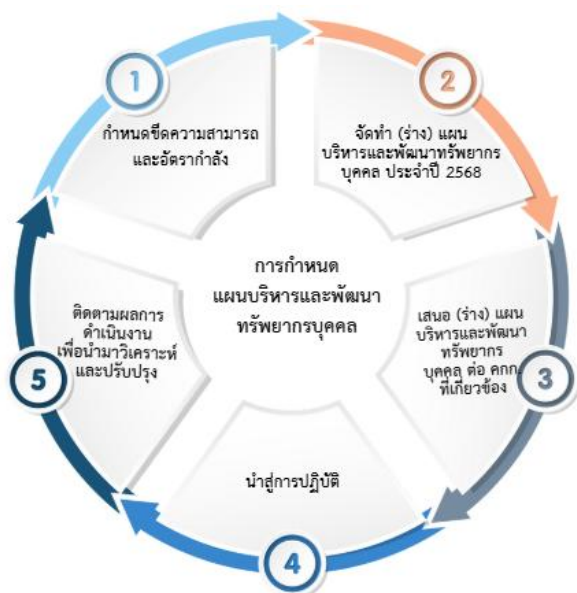 1
กำหนดขีดความสามารถ
และอัตรากำลัง
2
จัดทำ (ร่าง) แผน
บริหารและพัฒนาทรัพยากร
บุคคล ประจำปี 2568
การกำหนด
แผนบริหารและพัฒนา
ทรัพยากรบุคคล
3
เสนอ (ร่าง) แผน
บริหารและพัฒนา
ทรัพยากร
บุคคล ต่อ คกก.
ที่เกี่ยวข้อง
4
นำสู่การปฏิบัติ
5
ติดตามผลการ
ดำเนินงาน
เพื่อนำมาวิเคราะห์
และปรับปรุง